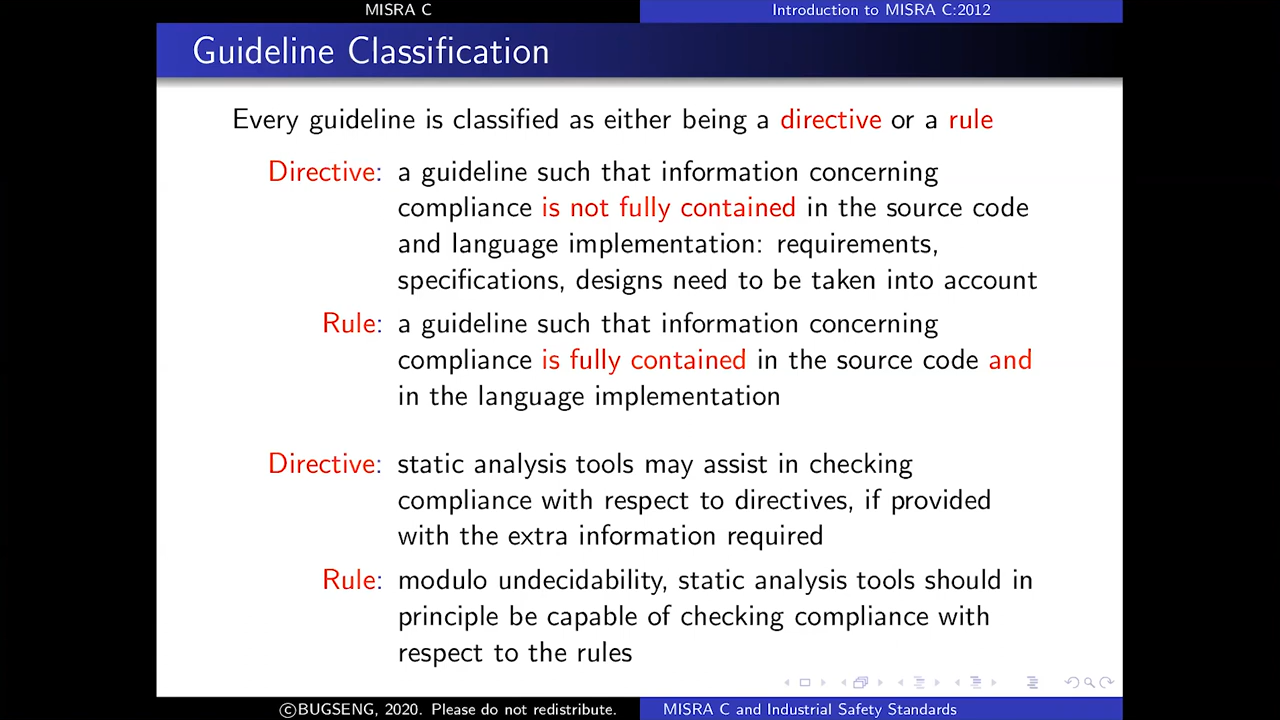 MISRA C
Introduction to MISRA C:2012
Guideline Classification
Every guideline is classified as either being a directive or a rule
Directive: a guideline such that information concerning
compliance is not fully contained in the source code
and language implementation: requirements,
specifications, designs need to be taken into account
Rule: a guideline such that information concerning
compliance is fully contained in the source code and
in the language implementation
Directive: static analysis tools may assist in checking
compliance with respect to directives, if provided
with the extra information required
Rule: modulo undecidability, static analysis tools should in
principle be capable of checking compliance with
respect to the rules
©BUGSENG, 2020. Please do not redistribute.
MISRA C and Industrial Safety Standards